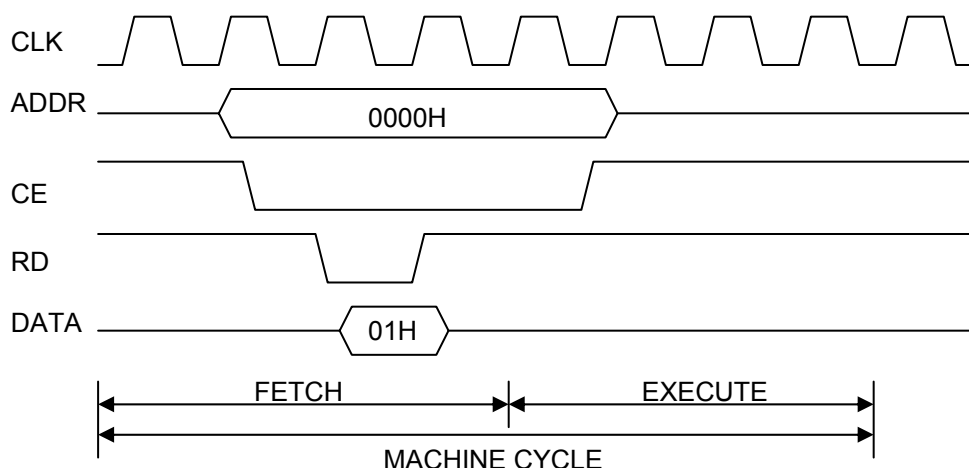 CLK
ADDR
0000H
CE
RD
DATA
01H
FETCH
EXECUTE
MACHINE CYCLE